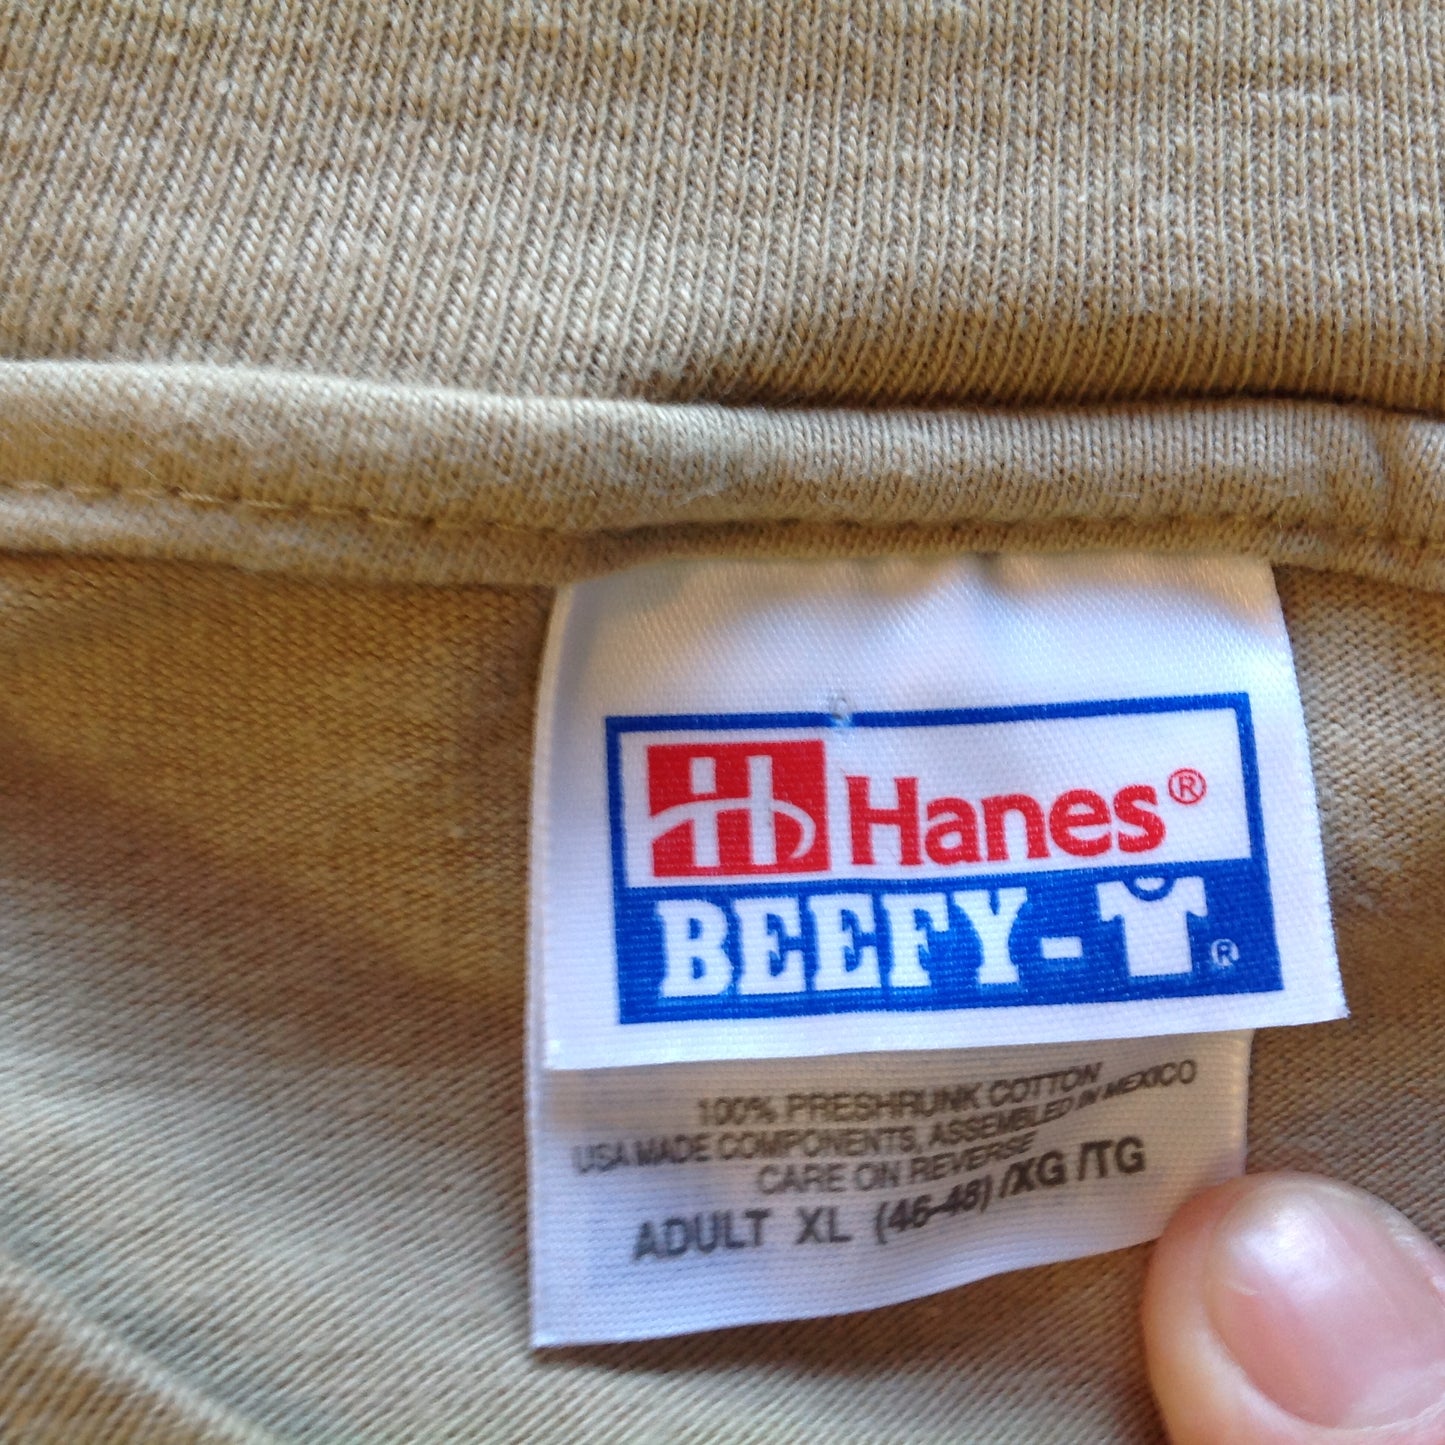 Hanes®
BEEFY-®
100% PRESHRUNK COTTON
USA MADE COMPONENTS, ASSEMBLED IN MEXICO
CARE ON REVERSE
ADULT XL (46-48) /XG /TG